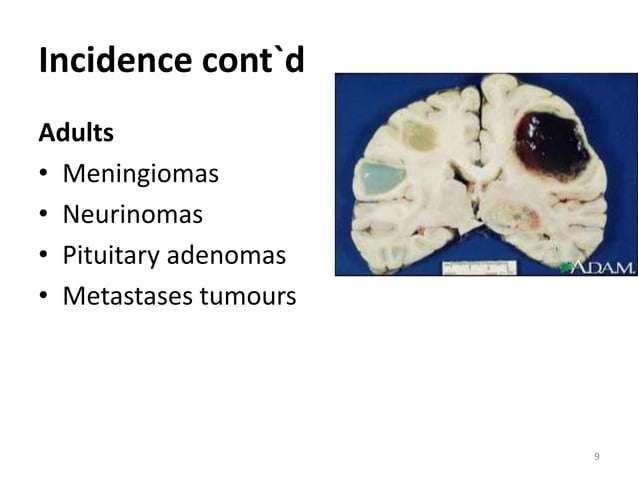 Incidence cont`d
Adults
• Meningiomas
• Neurinomas
• Pituitary adenomas
• Metastases tumours
ADAM.
9